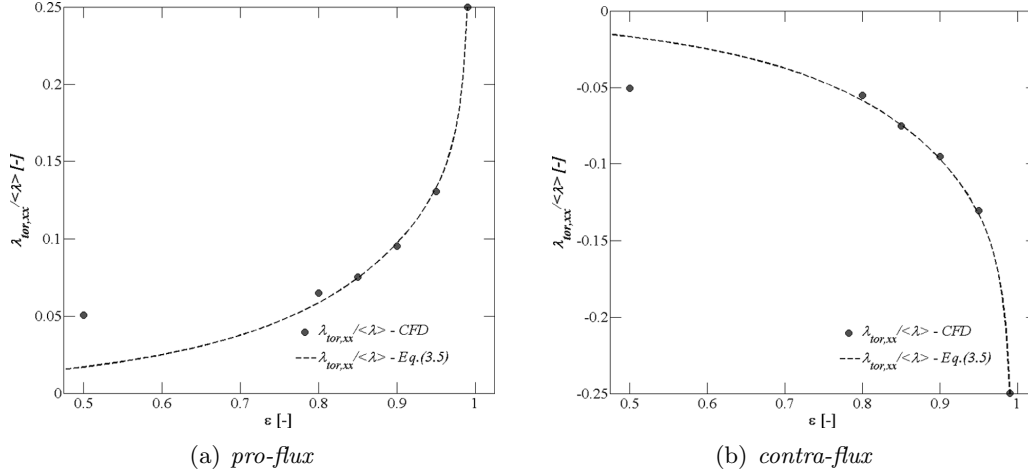 0.25
0.2
0.15
0.1
0.05
0
0.5 0.6 0.7 0.8 0.9 1
ε [-]
λtor,xx/<λ> [-]
λtor,xx/<λ> - CFD
λtor,xx/<λ> - Eq.(3.5)
(a) pro-flux
0
-0.05
-0.1
-0.15
-0.2
-0.25
0.5 0.6 0.7 0.8 0.9 1
ε [-]
λtor,xx/<λ> [-]
λtor,xx/<λ> - CFD
λtor,xx/<λ> - Eq.(3.5)
(b) contra-flux